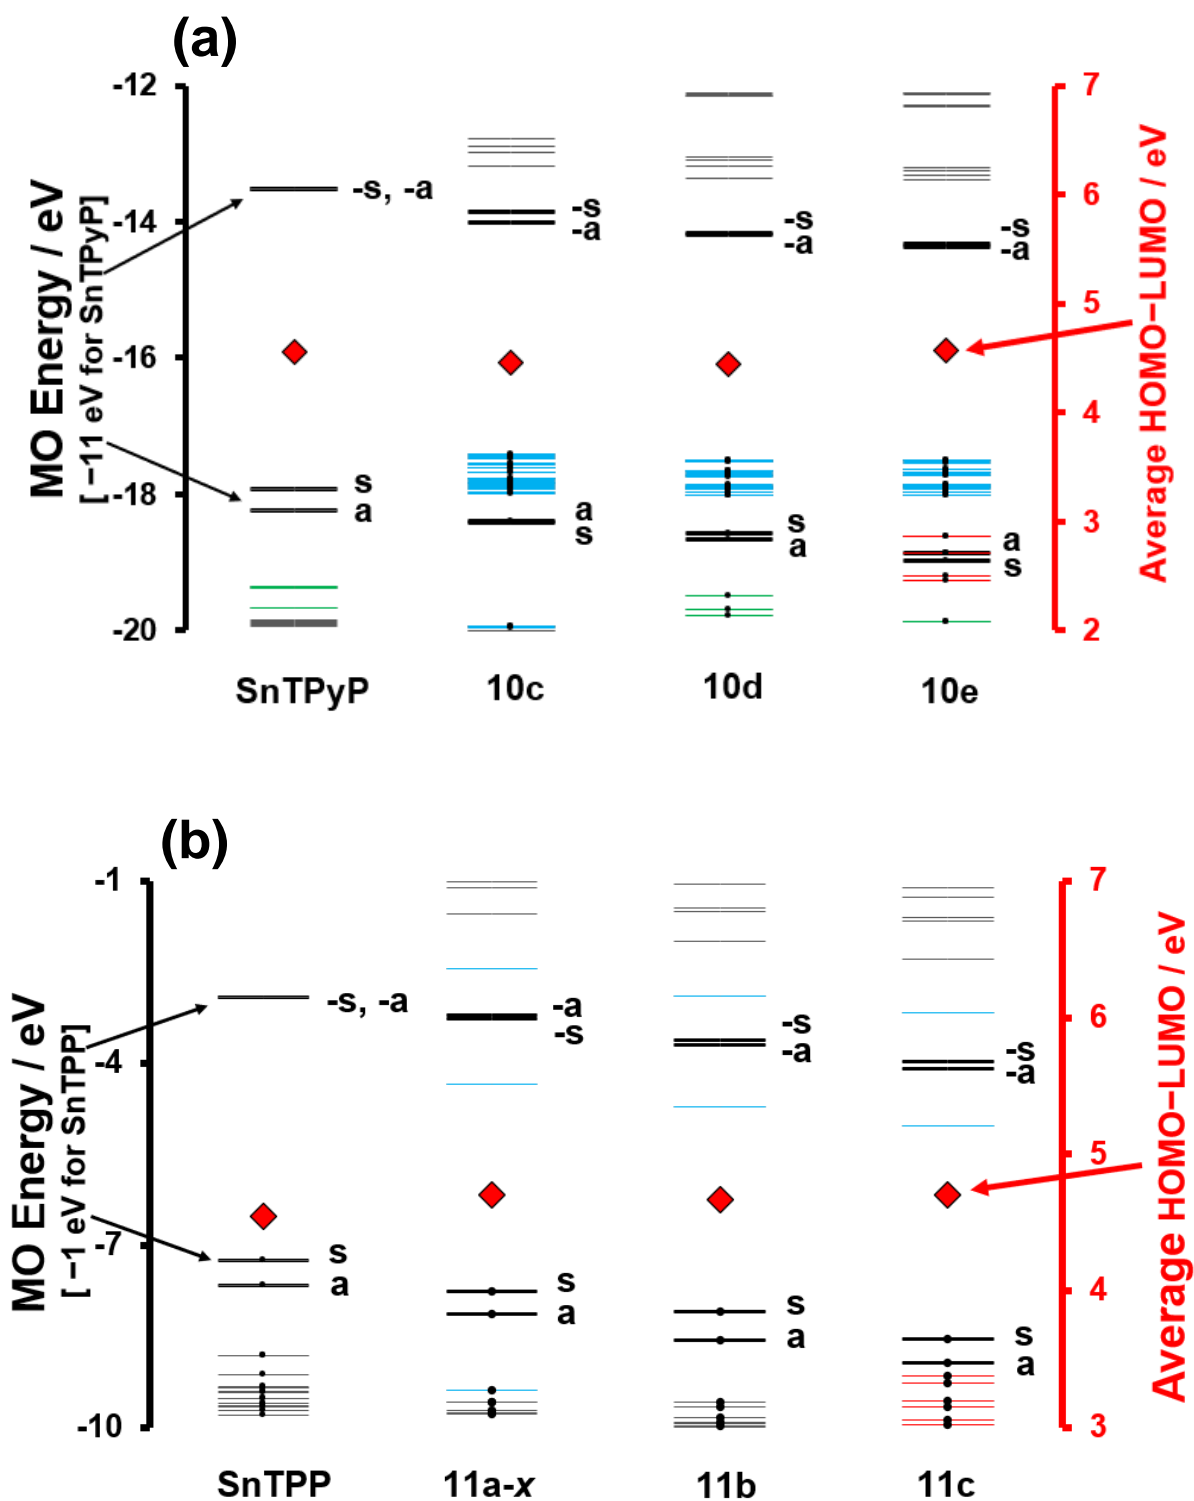 (a)
-12
-14
-16
-18
-20
MO Energy / eV
[ −11 eV for SnTPyP]
-s, -a
s
a
-s
-a
a
s
-s
-a
s
a
-s
-a
a
s
7
6
5
4
3
2
Average HOMO−LUMO / eV
SnTPyP
10c
10d
10e
(b)
-1
-4
-7
-10
MO Energy / eV
[ −1 eV for SnTPP]
-s, -a
s
a
-a
-s
s
a
-s
-a
s
a
-s
-a
s
a
7
6
5
4
3
Average HOMO−LUMO / eV
SnTPP
11a-x
11b
11c